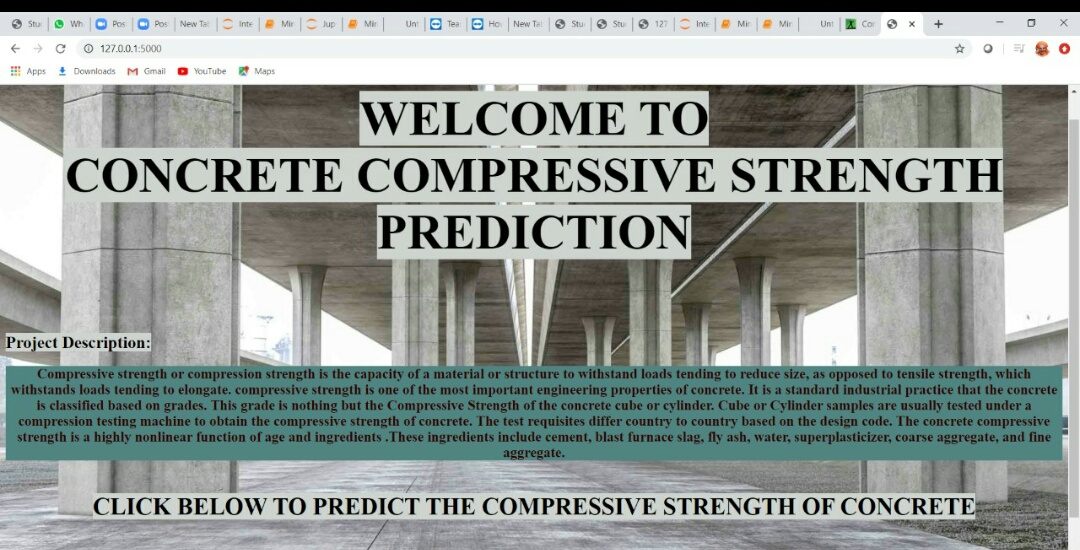 Stu
Wh
Pos
Pos
New Tal
Inte
Mir
Jup
Mir
Unt
Tea
Ho
New Tal
Stu
Stu
127
Inte
Mir
Mir
Unt
Cor
127.0.0.1:5000
Apps Downloads Gmail YouTube Maps
WELCOME TO
CONCRETE COMPRESSIVE STRENGTH
PREDICTION
Project Description:
Compressive strength or compression strength is the capacity of a material or structure to withstand loads tending to reduce size, as opposed to tensile strength, which
withstands loads tending to elongate. compressive strength is one of the most important engineering properties of concrete. It is a standard industrial practice that the concrete
is classified based on grades. This grade is nothing but the Compressive Strength of the concrete cube or cylinder. Cube or Cylinder samples are usually tested under a
compression testing machine to obtain the compressive strength of concrete. The test requisites differ country to country based on the design code. The concrete compressive
strength is a highly nonlinear function of age and ingredients .These ingredients include cement, blast furnace slag, fly ash, water, superplasticizer, coarse aggregate, and fine
aggregate.
CLICK BELOW TO PREDICT THE COMPRESSIVE STRENGTH OF CONCRETE